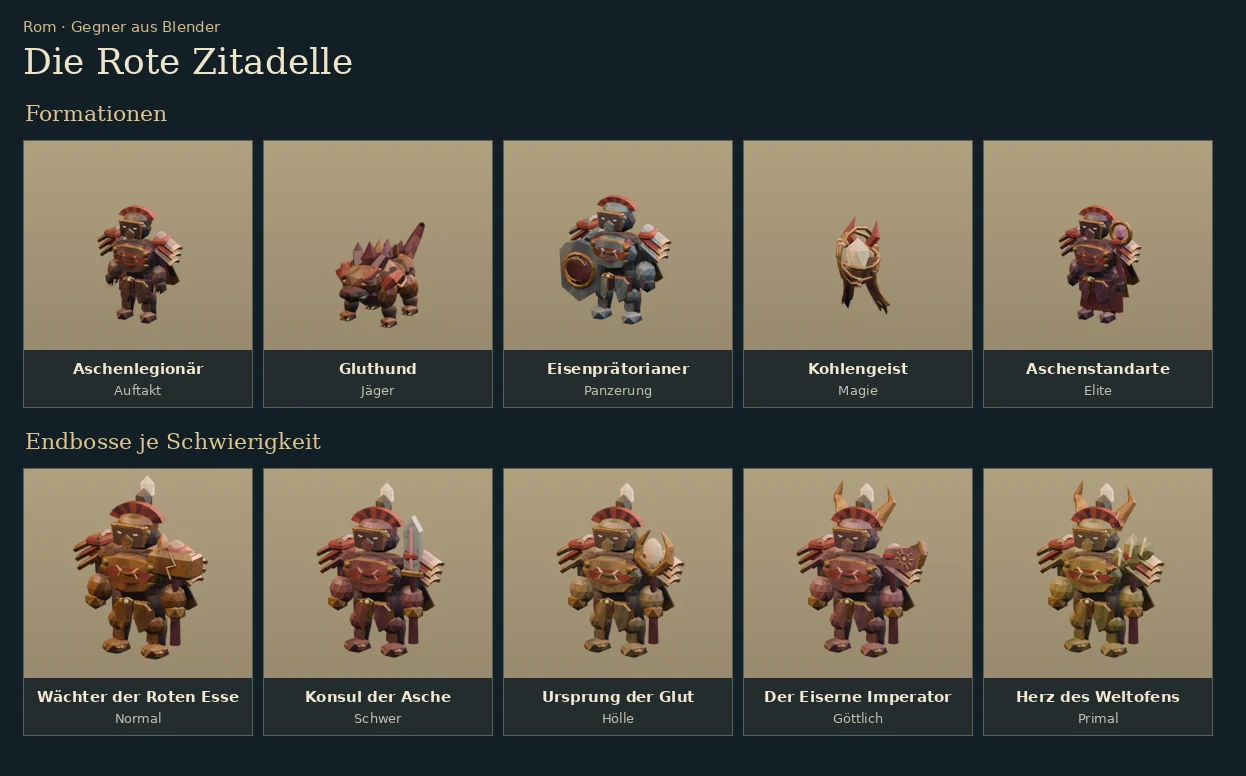 Rom · Gegner aus Blender
Die Rote Zitadelle
Formationen
Aschenlegionär
Auftakt
Gluthund
Jäger
Eisenprätorianer
Panzerung
Kohlengeist
Magie
Aschenstandarte
Elite
Endbosse je Schwierigkeit
Wächter der Roten Esse
Normal
Konsul der Asche
Schwer
Ursprung der Glut
Hölle
Der Eiserne Imperator
Göttlich
Herz des Weltofens
Primal